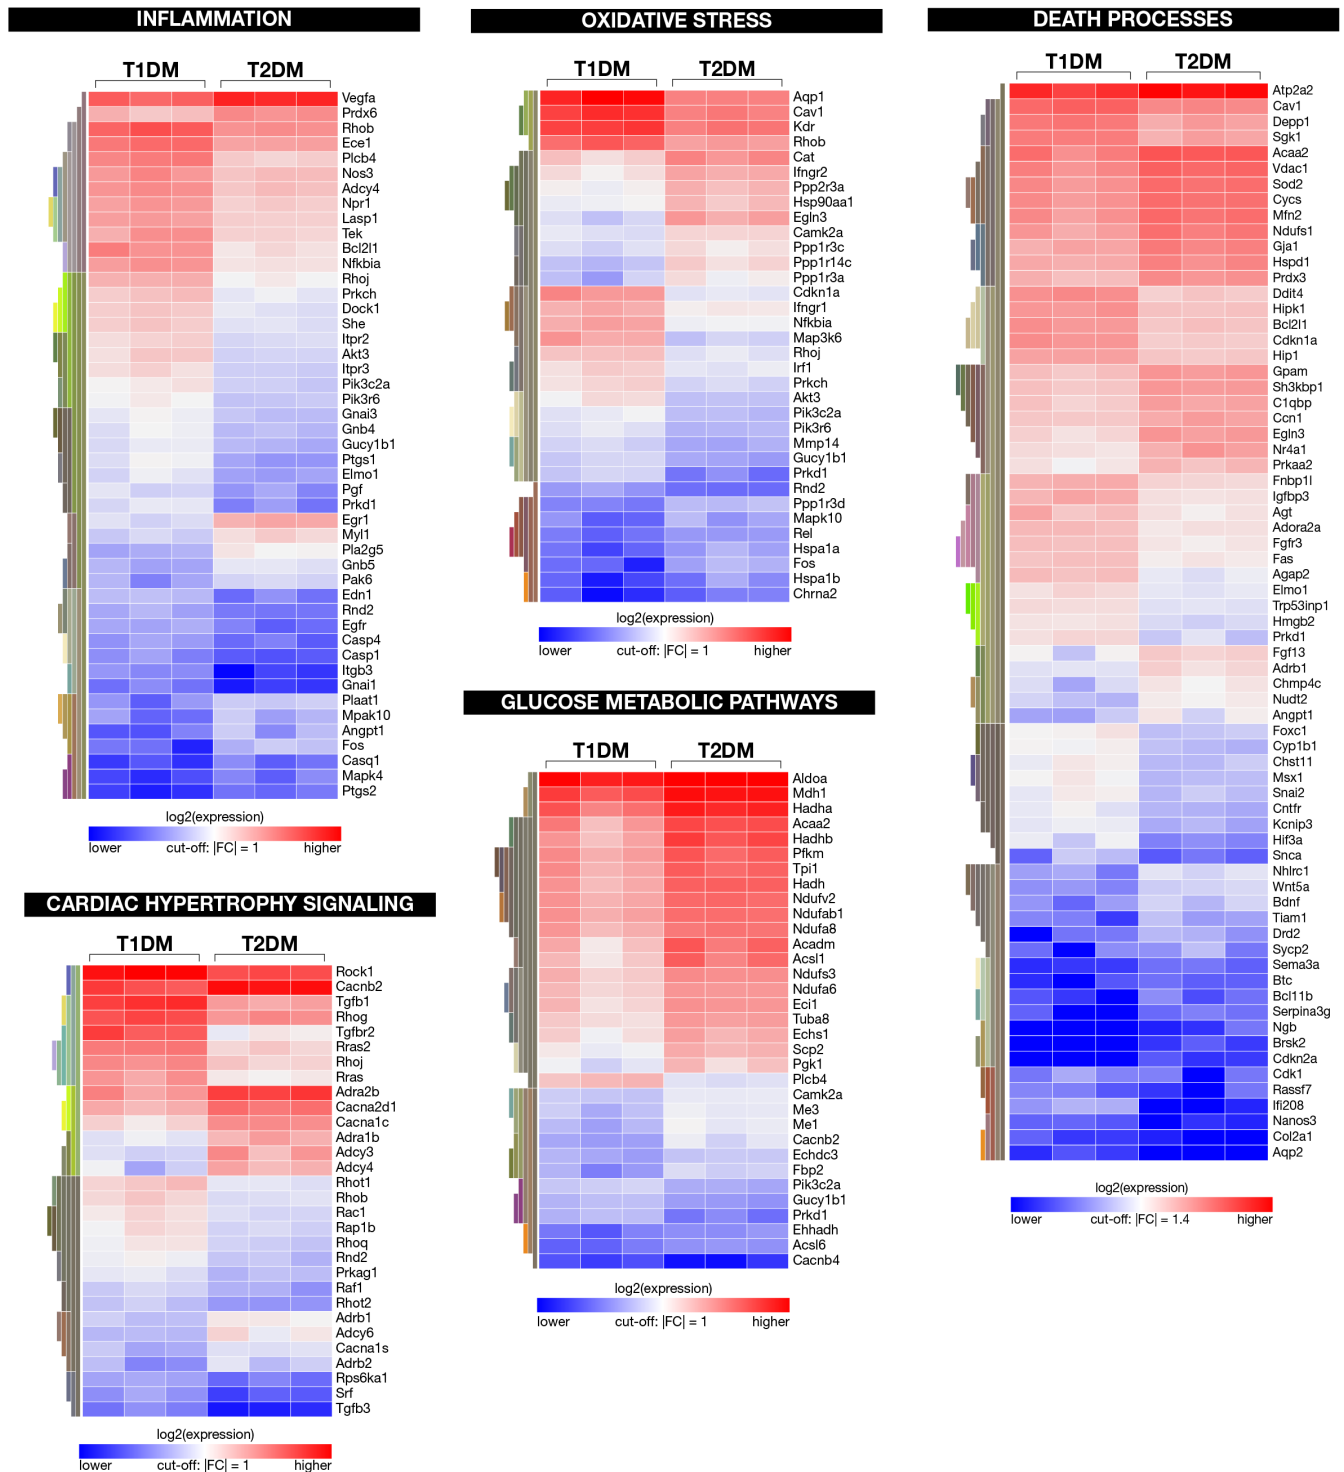 INFLAMMATION
T1DM T2DM
Vegfa
Prdx6
Rhob
Ece1
Plcb4
Nos3
Adcy4
Npr1
Lasp1
Tek
Bcl2l1
Nfkbia
Rhoj
Prkch
Dock1
She
Itpr2
Akt3
Itpr3
Pik3c2a
Pik3r6
Gnai3
Gnb4
Gucy1b1
Ptgs1
Elmo1
Pgf
Prkd1
Egr1
Myl1
Pla2g5
Gnb5
Pak6
Edn1
Rnd2
Egfr
Casp4
Casp1
Itgb3
Gnai1
Plaat1
Mpak10
Angpt1
Fos
Casq1
Mapk4
Ptgs2
log2(expression)
lower cut-off: |FC| = 1 higher
CARDIAC HYPERTROPHY SIGNALING
T1DM T2DM
Rock1
Cacnb2
Tgfb1
Rhog
Tgfbr2
Rras2
Rhoj
Rras
Adra2b
Cacna2d1
Cacna1c
Adra1b
Adcy3
Adcy4
Rhot1
Rhob
Rac1
Rap1b
Rhoq
Rnd2
Prkag1
Raf1
Rhot2
Adrb1
Adcy6
Cacna1s
Adrb2
Rps6ka1
Srf
Tgfb3
log2(expression)
lower cut-off: |FC| = 1 higher
OXIDATIVE STRESS
T1DM T2DM
Aqp1
Cav1
Kdr
Rhob
Cat
Ifngr2
Ppp2r3a
Hsp90aa1
Egln3
Camk2a
Ppp1r3c
Ppp1r14c
Ppp1r3a
Cdkn1a
Ifngr1
Nfkbia
Map3k6
Rhoj
Irf1
Prkch
Akt3
Pik3c2a
Pik3r6
Mmp14
Gucy1b1
Prkd1
Rnd2
Ppp1r3d
Mapk10
Rel
Hspa1a
Fos
Hspa1b
Chrna2
log2(expression)
lower cut-off: |FC| = 1 higher
GLUCOSE METABOLIC PATHWAYS
T1DM T2DM
Aldoa
Mdh1
Hadha
Acaa2
Hadhb
Pfkm
Tpi1
Hadh
Ndufv2
Ndufab1
Ndufa8
Acadm
Acsl1
Ndufs3
Ndufa6
Eci1
Tuba8
Echs1
Scp2
Pgk1
Plcb4
Camk2a
Me3
Me1
Cacnb2
Echdc3
Fbp2
Pik3c2a
Gucy1b1
Prkd1
Ehhadh
Acsl6
Cacnb4
log2(expression)
lower cut-off: |FC| = 1 higher
DEATH PROCESSES
T1DM T2DM
Atp2a2
Cav1
Depp1
Sgk1
Acaa2
Vdac1
Sod2
Cycs
Mfn2
Ndufs1
Gja1
Hspd1
Prdx3
Ddit4
Hipk1
Bcl2l1
Cdkn1a
Hip1
Gpam
Sh3kbp1
C1qbp
Ccn1
Egln3
Nr4a1
Prkaa2
Fnbp1l
Igfbp3
Agt
Adora2a
Fgfr3
Fas
Agap2
Elmo1
Trp53inp1
Hmgb2
Prkd1
Fgf13
Adrb1
Chmp4c
Nudt2
Angpt1
Foxc1
Cyp1b1
Chst11
Msx1
Snai2
Cntfr
Kcnip3
Hif3a
Snca
Nhlrc1
Wnt5a
Bdnf
Tiam1
Drd2
Sycp2
Sema3a
Btc
Bcl11b
Serpina3g
Ngb
Brsk2
Cdkn2a
Cdk1
Rassf7
Ifi208
Nanos3
Col2a1
Aqp2
log2(expression)
lower cut-off: |FC| = 1.4 higher